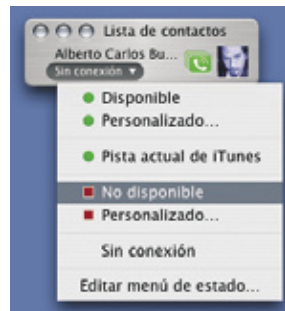 Lista de contactos
Alberto Carlos Bu...
Sin conexión
Disponible
Personalizado...
Pista actual de iTunes
No disponible
Personalizado...
Sin conexión
Editar menú de estado...